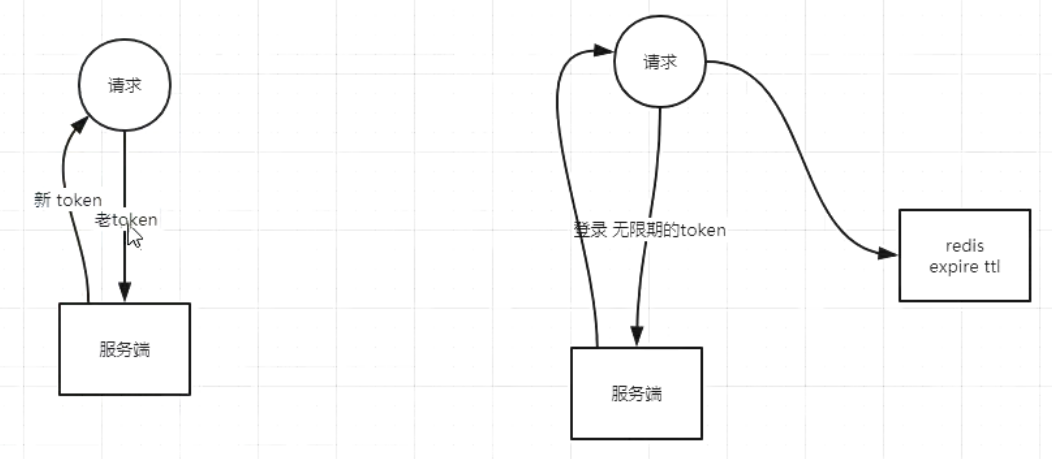 请求
新 token
老token
服务端
请求
登录 无限期的token
redis
expire ttl
服务端